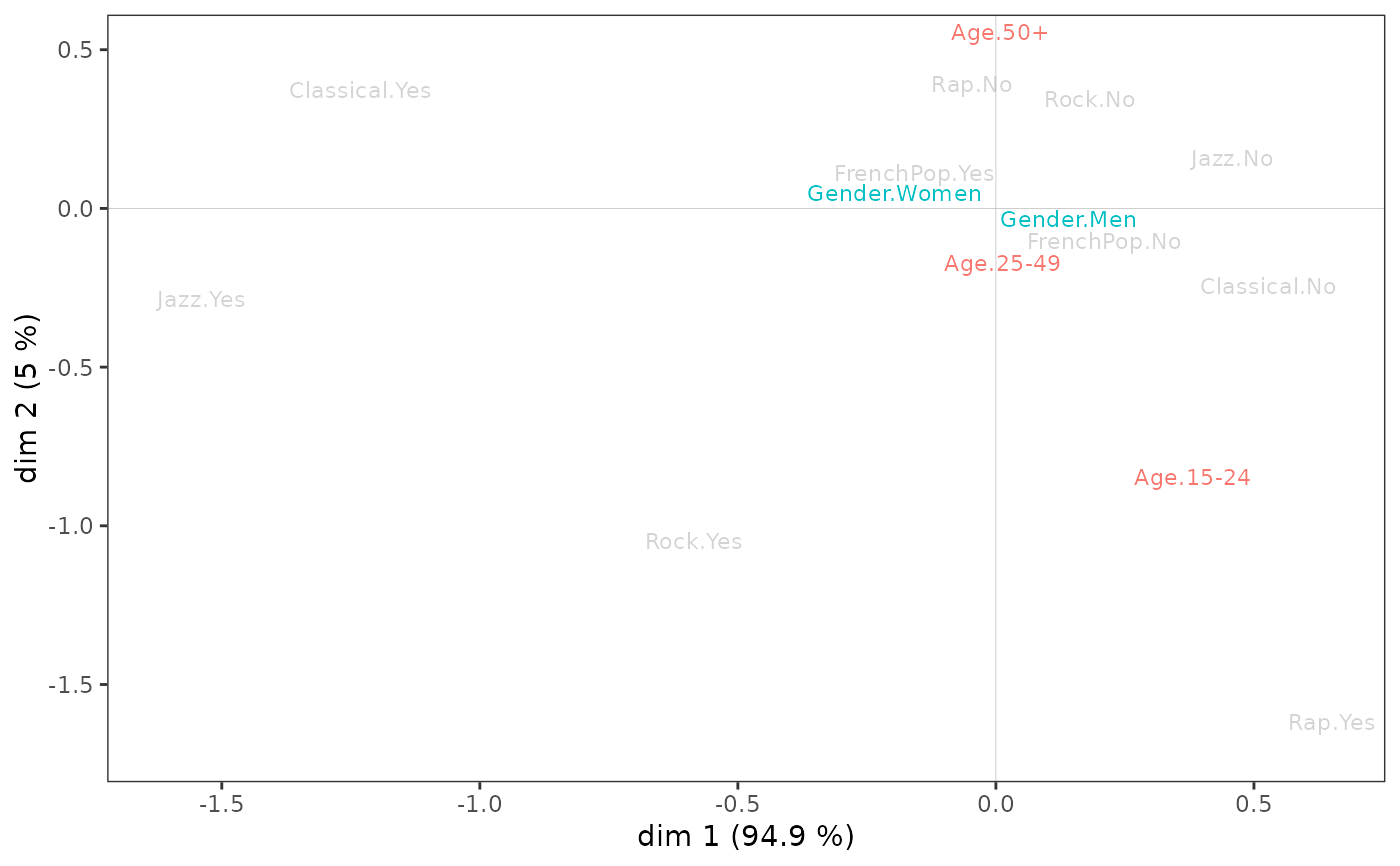 Age.50+
0.5
Classical.Yes
Rap.No
Rock.No
Jazz.No
FrenchPop.Yes
Gender.Women
0.0
Gender.Men
FrenchPop.No
Age.25-49
Classical.No
Jazz.Yes
-0.5
dim 2 (5 %)
Age.15-24
-1.0
Rock.Yes
-1.5
Rap.Yes
-1.5 -1.0 -0.5 0.0 0.5
dim 1 (94.9 %)